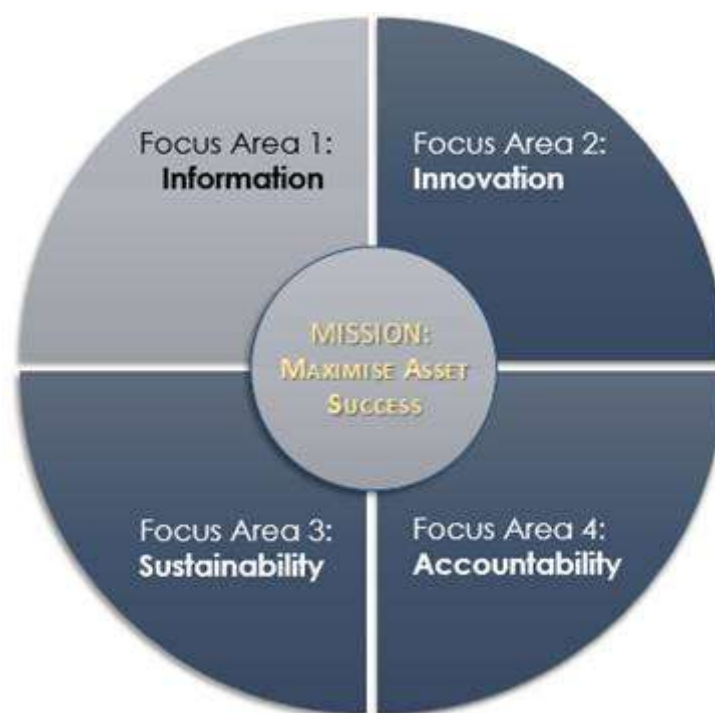 Focus Area 1:
Information
Focus Area 2:
Innovation
MISSION:
MAXIMISE ASSET
SUCCESS
Focus Area 3:
Sustainability
Focus Area 4:
Accountability